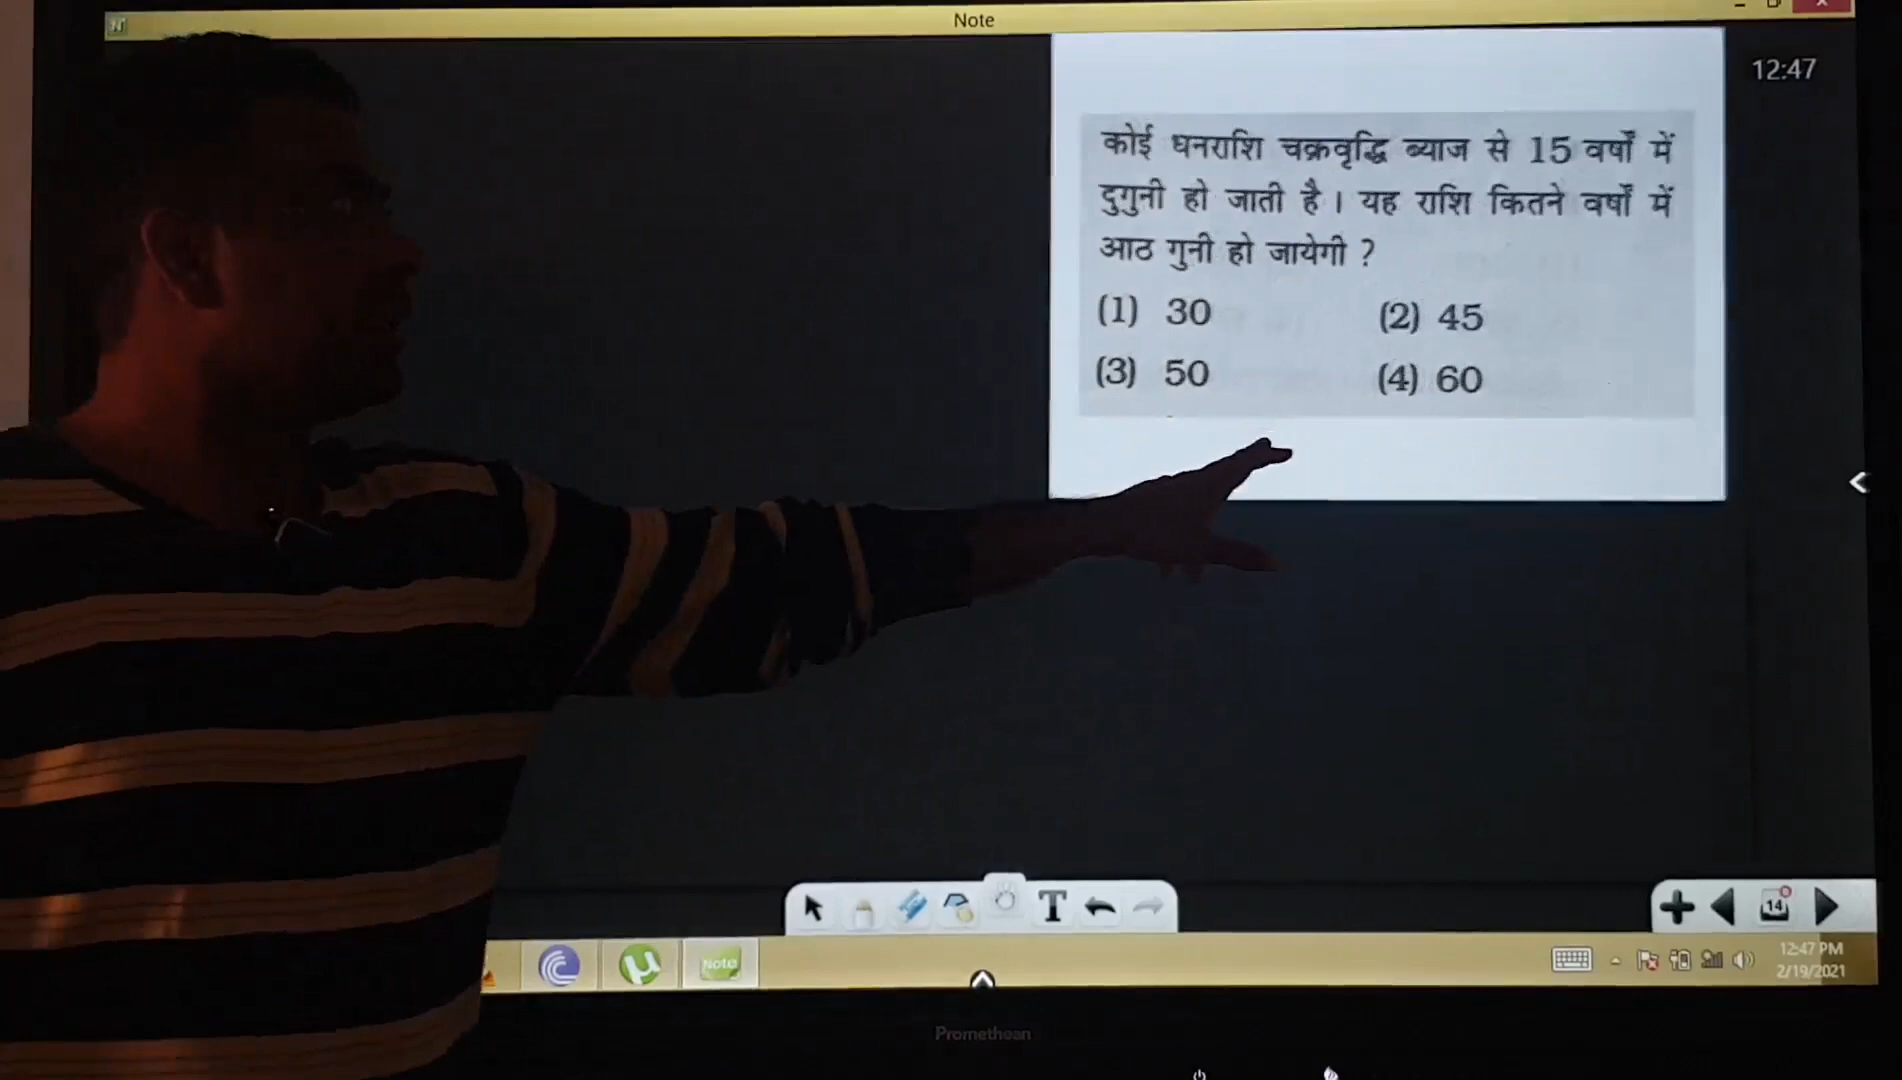 Note
12:47
कोई धनराशि चक्रवृद्धि ब्याज से 15 वर्षों में
दुगुनी हो जाती है। यह राशि कितने वर्षों में
आठ गुनी हो जायेगी ?
(1) 30 (2) 45
(3) 50 (4) 60
T
14
Note
12:47 PM
2/19/2021
Promethean